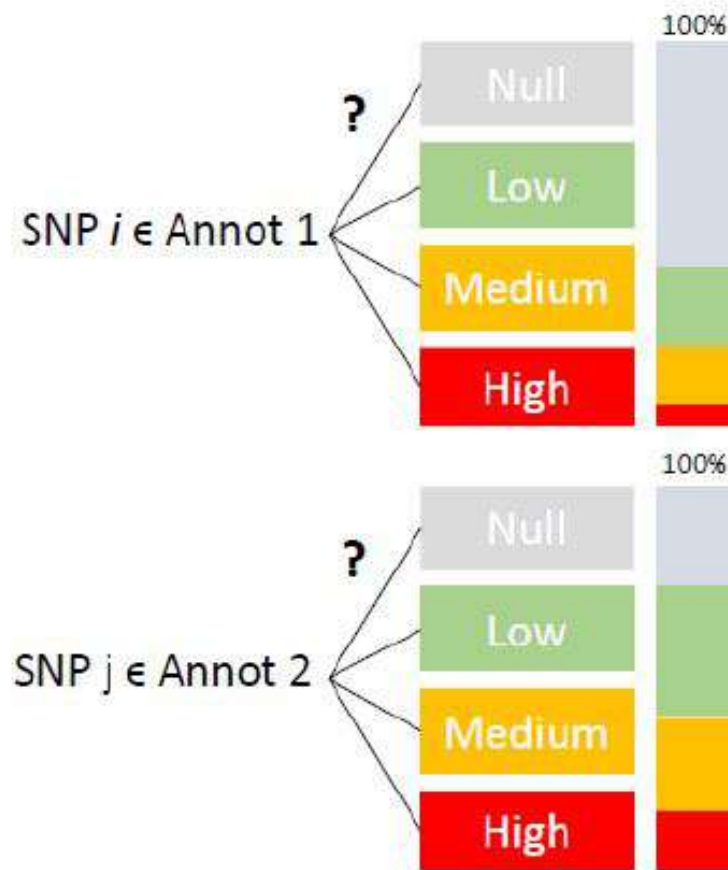 100%
Null
?
Low
SNP i ϵ Annot 1
Medium
High
100%
Null
?
Low
SNP j ϵ Annot 2
Medium
High